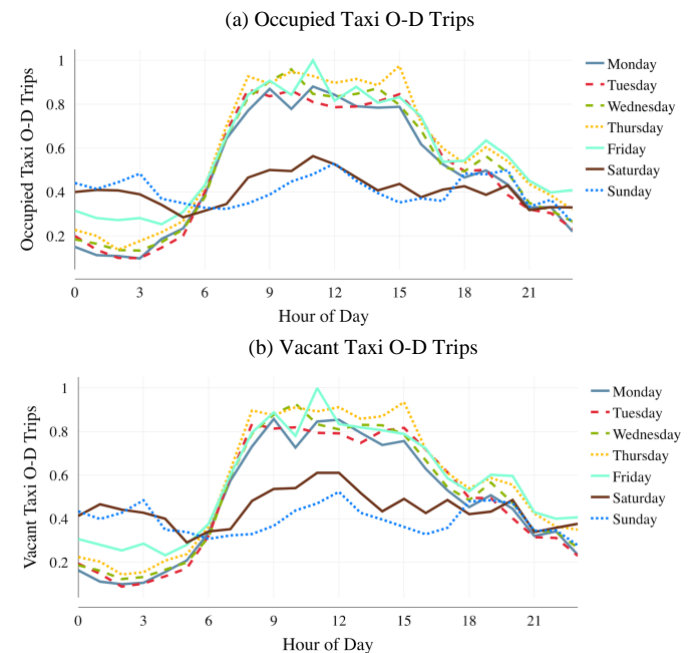 (a) Occupied Taxi O-D Trips
Occupied Taxi O-D Trips
1
0.8
0.6
0.4
0.2
0 3 6 9 12 15 18 21
Hour of Day
Monday
Tuesday
Wednesday
Thursday
Friday
Saturday
Sunday
(b) Vacant Taxi O-D Trips
Vacant Taxi O-D Trips
1
0.8
0.6
0.4
0.2
0 3 6 9 12 15 18 21
Hour of Day
Monday
Tuesday
Wednesday
Thursday
Friday
Saturday
Sunday